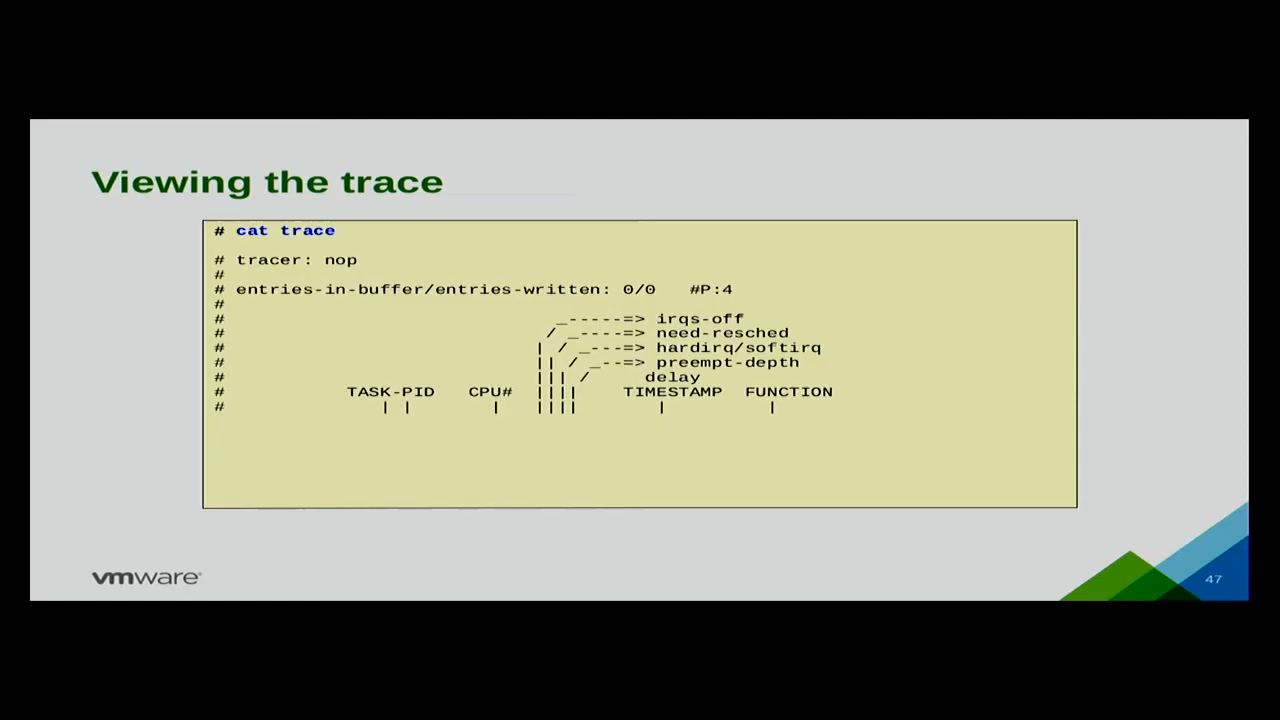 Viewing the trace
# cat trace
# tracer: nop
#
# entries-in-buffer/entries-written: 0/0   #P:4
#
#                              _-----=> irqs-off
#                             / _----=> need-resched
#                            | / _---=> hardirq/softirq
#                            || / _--=> preempt-depth
#                            ||| /     delay
#           TASK-PID   CPU#  ||||    TIMESTAMP  FUNCTION
#              | |       |   ||||       |         |
vmware®
47